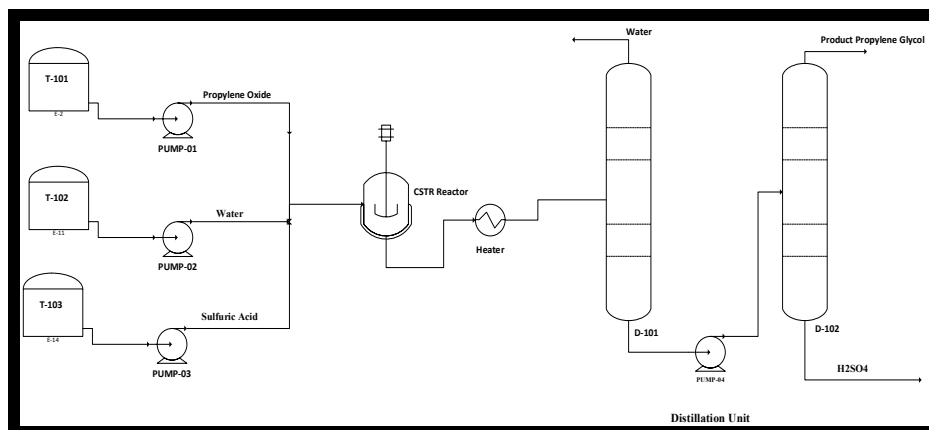 Water
Product Propylene Glycol
T-101
E-2
Propylene Oxide
PUMP-01
T-102
E-11
Water
PUMP-02
CSTR Reactor
Heater
T-103
E-14
Sulfuric Acid
PUMP-03
D-101
PUMP-04
D-102
H2SO4
Distillation Unit